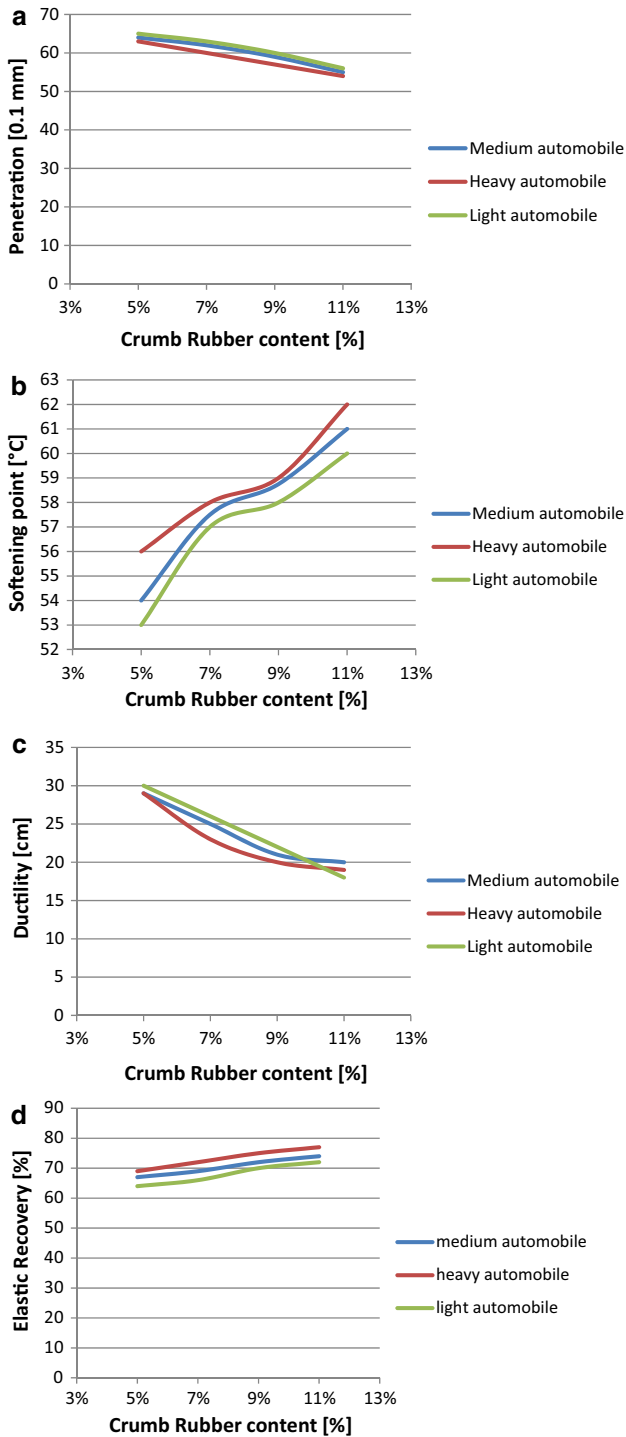 a
Penetration [0.1 mm]
70
60
50
40
30
20
10
0
3% 5% 7% 9% 11% 13%
Crumb Rubber content [%]
Medium automobile
Heavy automobile
Light automobile
b
Softening point [°C]
63
62
61
60
59
58
57
56
55
54
53
52
3% 5% 7% 9% 11% 13%
Crumb Rubber content [%]
Medium automobile
Heavy automobile
Light automobile
c
Ductility [cm]
35
30
25
20
15
10
5
0
3% 5% 7% 9% 11% 13%
Crumb Rubber content [%]
Medium automobile
Heavy automobile
Light automobile
d
Elastic Recovery [%]
90
80
70
60
50
40
30
20
10
0
3% 5% 7% 9% 11% 13%
Crumb Rubber content [%]
medium automobile
heavy automobile
light automobile